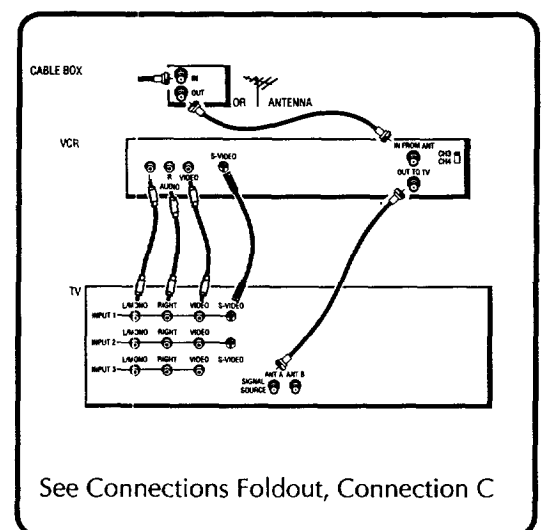 CABLE BOX
IN
OUT
OR ANTENNA
VCR
S-VIDEO
IN FROM ANT
CH3
CH4
R VIDEO
AUDIO
OUT TO TV
TV
L/MONO RIGHT VIDEO S-VIDEO
INPUT 1
L/MONO RIGHT VIDEO
INPUT 2
L/MONO RIGHT VIDEO S-VIDEO
INPUT 3
ANT A ANT B
SIGNAL
SOURCE
See Connections Foldout, Connection C